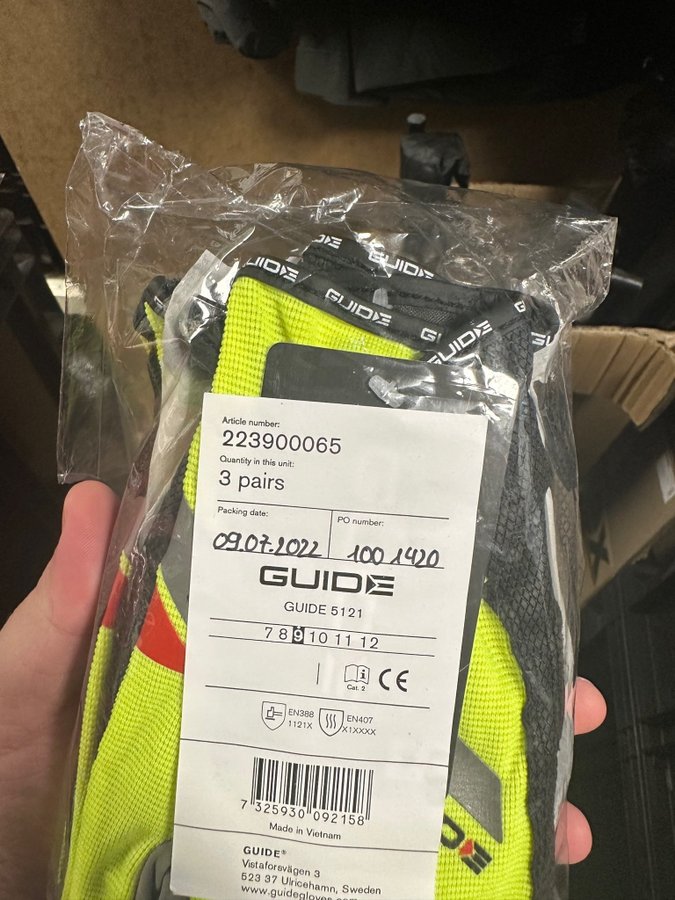 GUIDE
GUIDE
GUIDE
GUIDE
Article number:
223900065
Quantity in this unit:
3 pairs
Packing date:
09.07.2022
PO number:
100 1420
GUIDE
GUIDE 5121
7 8 9 10 11 12
Cat. 2
CE
EN388
1121X
EN407
X1XXXX
7 325930 092158
Made in Vietnam
GUIDE®
Vistaforsvägen 3
523 37 Ulricehamn, Sweden